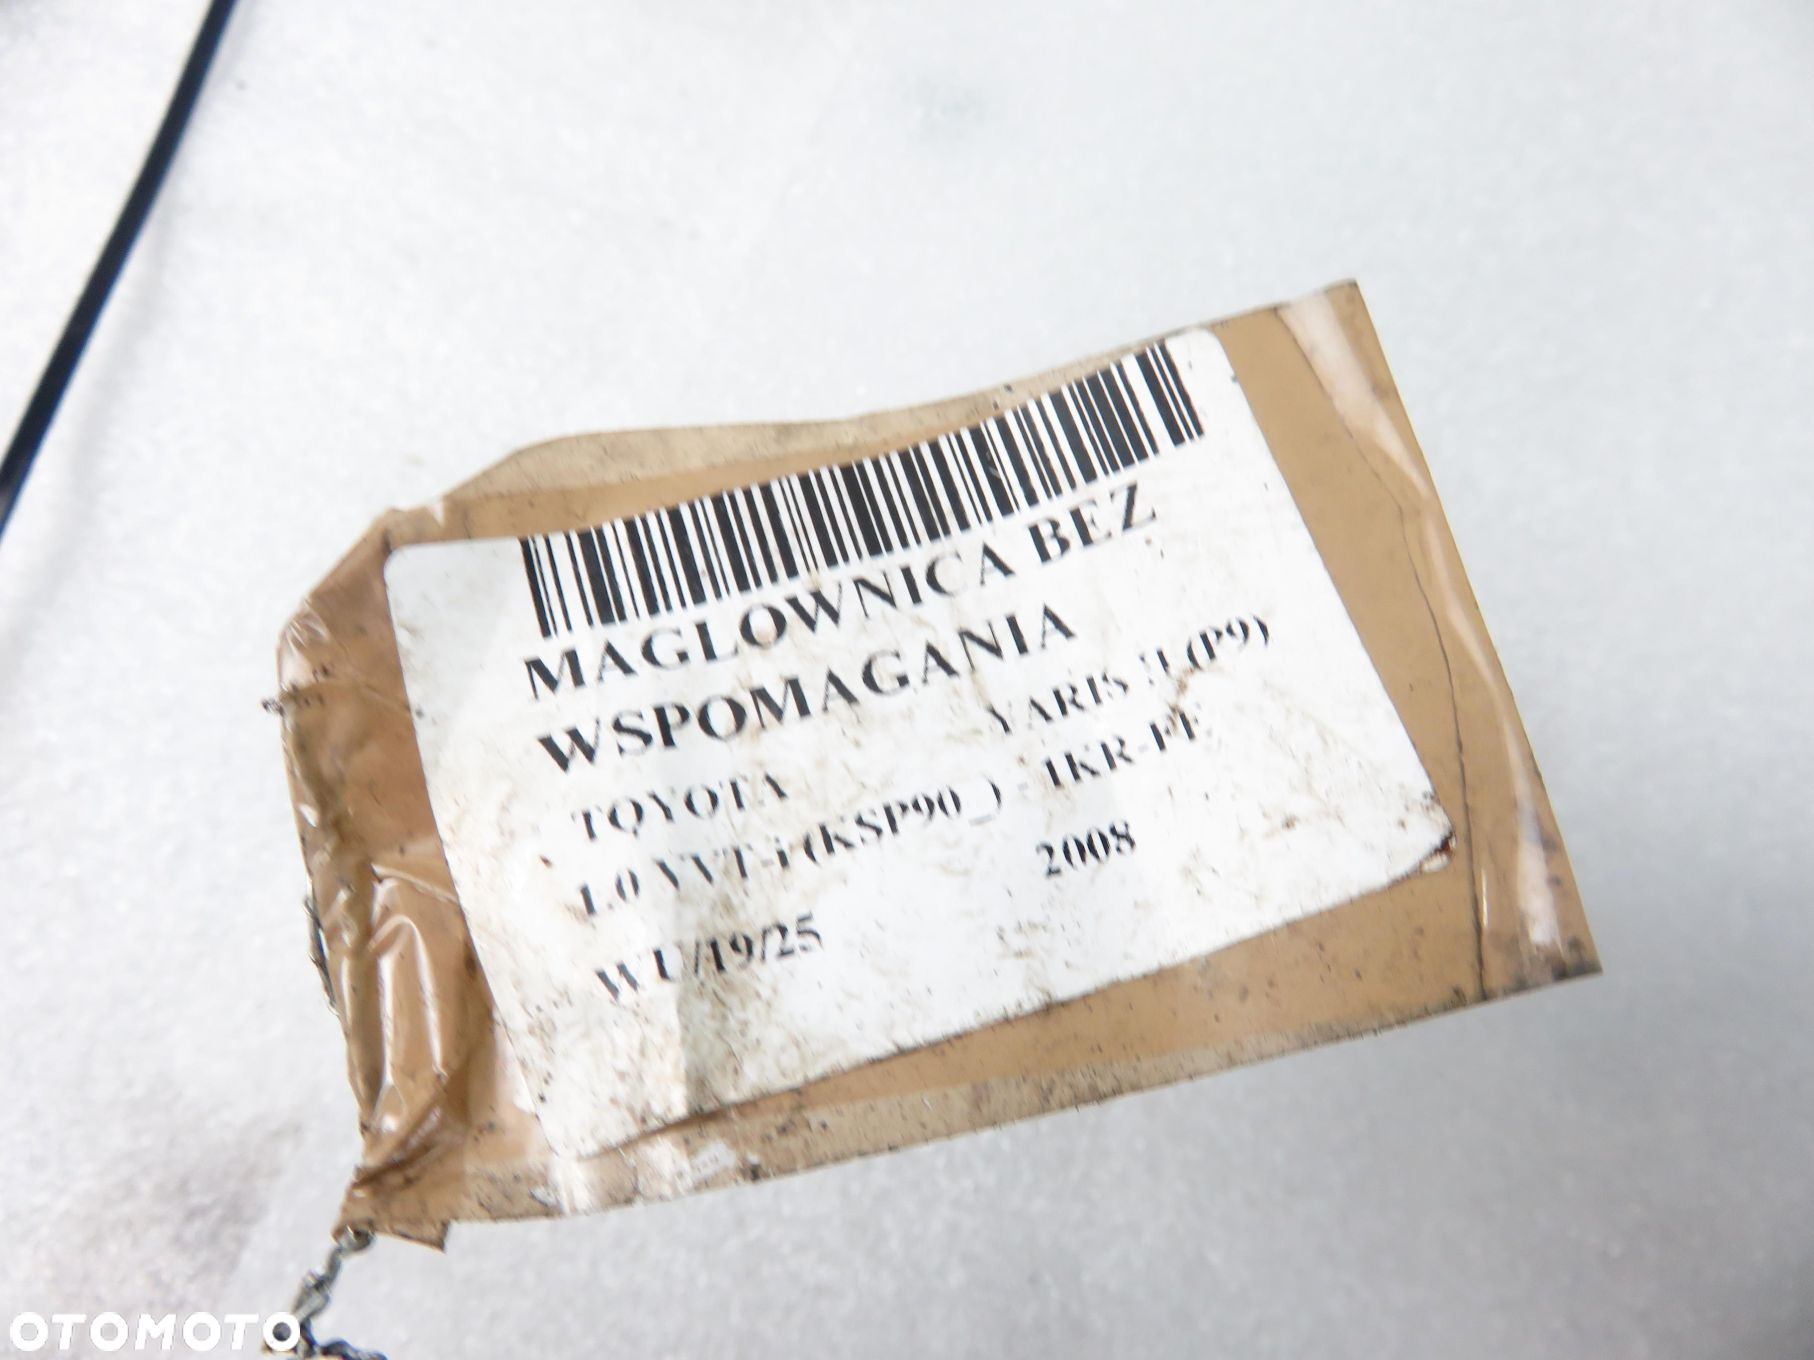 MAGLOWNICA BEZ
WSPOMAGANIA
TOYOTA YARIS II (P9)
1.0 VVT-i (KSP90_) - 1KR-FE
WU/19/25 2008
OTOMOTO